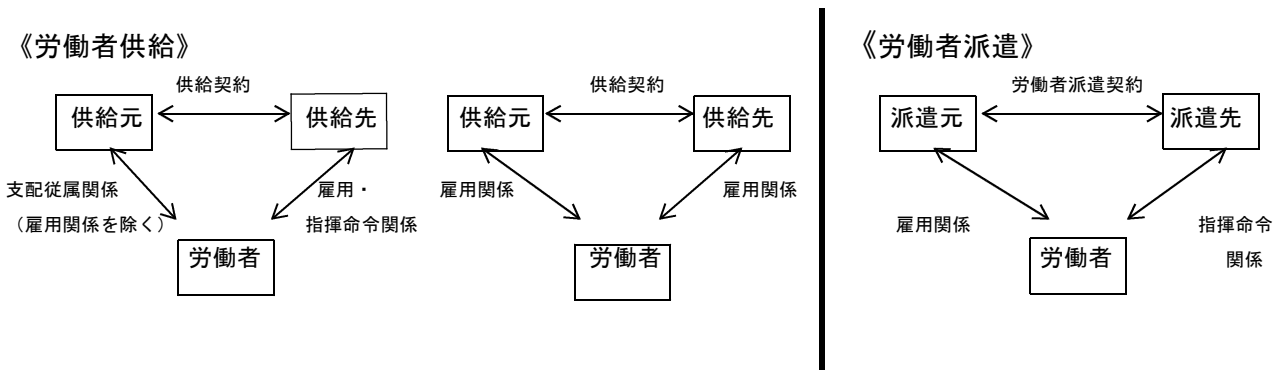 《労働者供給》
供給契約
供給元
供給先
支配従属関係
（雇用関係を除く）
雇用・
指揮命令関係
労働者
供給契約
供給元
供給先
雇用関係
雇用関係
労働者
《労働者派遣》
労働者派遣契約
派遣元
派遣先
雇用関係
指揮命令
関係
労働者